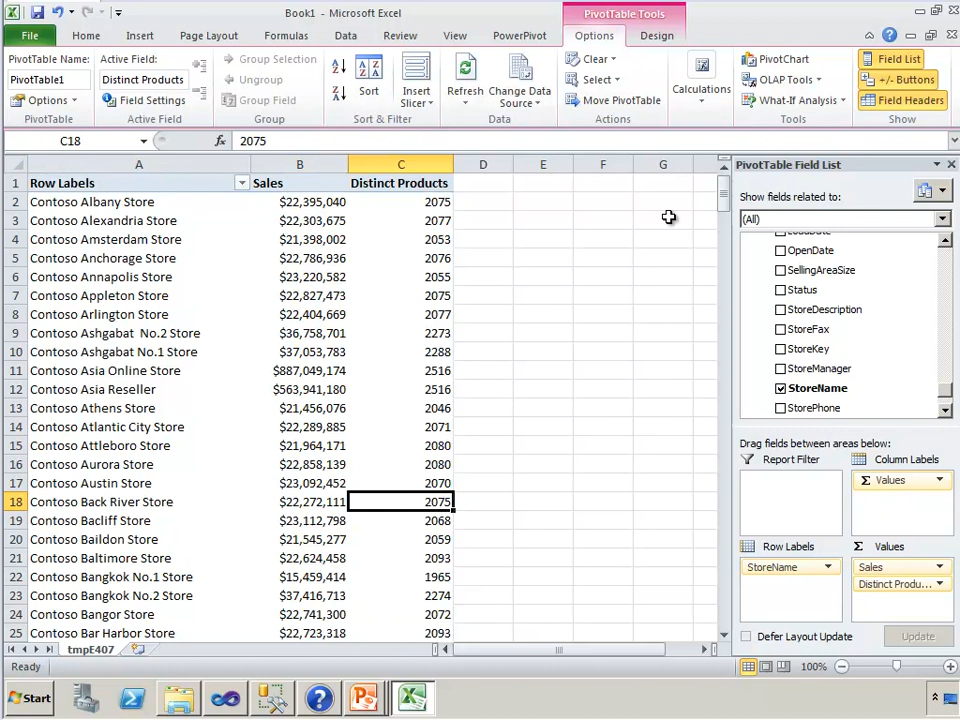 Book1 - Microsoft Excel
PivotTable Tools
File Home Insert Page Layout Formulas Data Review View PowerPivot Options Design
PivotTable Name: PivotTable1 Options PivotTable
Active Field: Distinct Products Field Settings Active Field
Group Selection Ungroup Group Field Group
Sort Insert Slicer Sort & Filter
Refresh Change Data Source Data
Clear Select Move PivotTable Actions
Calculations
PivotChart OLAP Tools What-If Analysis Tools
Field List +/- Buttons Field Headers Show
C18 fx 2075
A B C D E F G
1 Row Labels Sales Distinct Products
2 Contoso Albany Store $22,395,040 2075
3 Contoso Alexandria Store $22,303,675 2077
4 Contoso Amsterdam Store $21,398,002 2053
5 Contoso Anchorage Store $22,786,936 2076
6 Contoso Annapolis Store $23,220,582 2055
7 Contoso Appleton Store $22,827,473 2075
8 Contoso Arlington Store $22,404,669 2077
9 Contoso Ashgabat  No.2 Store $36,758,701 2273
10 Contoso Ashgabat No.1 Store $37,053,783 2288
11 Contoso Asia Online Store $887,049,174 2516
12 Contoso Asia Reseller $563,941,180 2516
13 Contoso Athens Store $21,456,076 2046
14 Contoso Atlantic City Store $22,289,885 2071
15 Contoso Attleboro Store $21,964,171 2080
16 Contoso Aurora Store $22,858,139 2080
17 Contoso Austin Store $23,092,452 2070
18 Contoso Back River Store $22,272,111 2075
19 Contoso Bacliff Store $23,112,798 2068
20 Contoso Baildon Store $21,545,277 2059
21 Contoso Baltimore Store $22,624,458 2093
22 Contoso Bangkok No.1 Store $15,459,414 1965
23 Contoso Bangkok No.2 Store $37,416,713 2274
24 Contoso Bangor Store $22,741,300 2072
25 Contoso Bar Harbor Store $22,723,318 2093
tmpE407
Ready 100%
PivotTable Field List
Show fields related to:
(All)
OpenDate
SellingAreaSize
Status
StoreDescription
StoreFax
StoreKey
StoreManager
StoreName
StorePhone
Drag fields between areas below:
Report Filter Column Labels
Σ Values
Row Labels Σ Values
StoreName Sales
Distinct Produ...
Defer Layout Update Update
Start